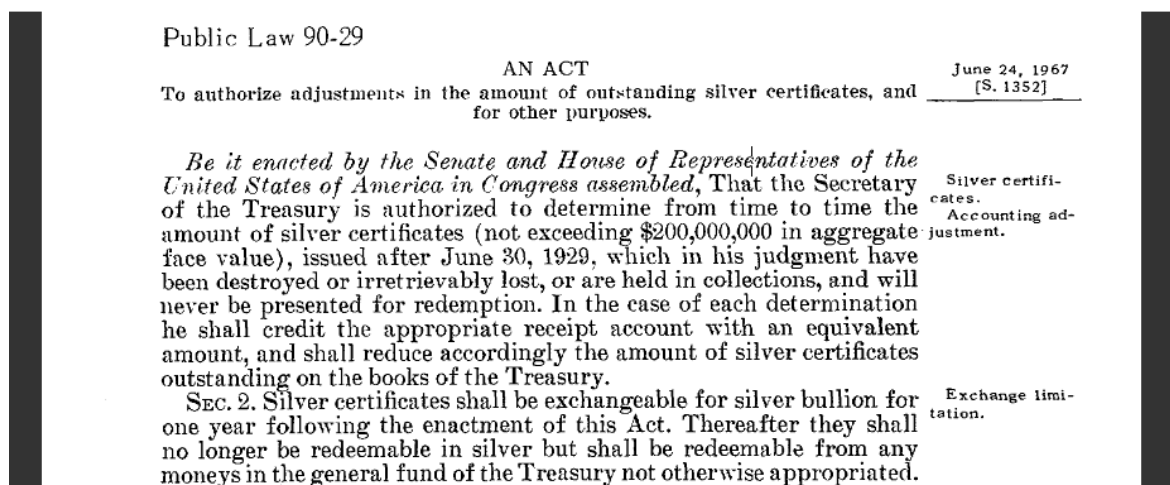 Public Law 90-29
AN ACT
June 24, 1967
[S. 1352]
To authorize adjustments in the amount of outstanding silver certificates, and
for other purposes.
Be it enacted by the Senate and House of Representatives of the
United States of America in Congress assembled, That the Secretary
of the Treasury is authorized to determine from time to time the
amount of silver certificates (not exceeding $200,000,000 in aggregate
face value), issued after June 30, 1929, which in his judgment have
been destroyed or irretrievably lost, or are held in collections, and will
never be presented for redemption. In the case of each determination
he shall credit the appropriate receipt account with an equivalent
amount, and shall reduce accordingly the amount of silver certificates
outstanding on the books of the Treasury.
Silver certifi-
cates.
Accounting ad-
justment.
SEC. 2. Silver certificates shall be exchangeable for silver bullion for
one year following the enactment of this Act. Thereafter they shall
no longer be redeemable in silver but shall be redeemable from any
moneys in the general fund of the Treasury not otherwise appropriated.
Exchange limi-
tation.